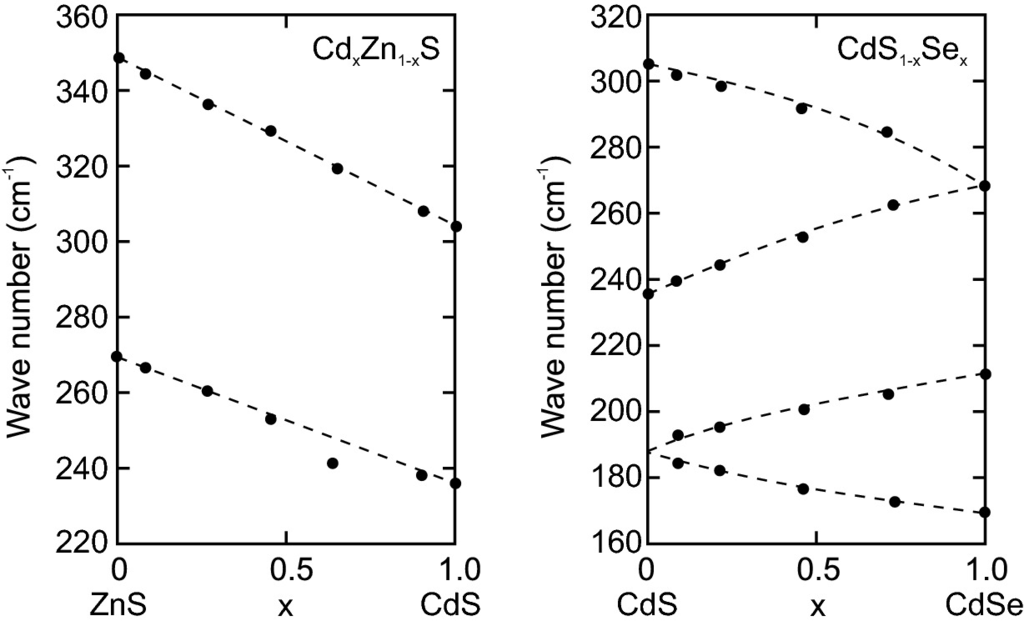 360
340
320
300
280
260
240
220
Wave number (cm⁻¹)
CdₓZn₁₋ₓS
0
0.5
1.0
ZnS
x
CdS
320
300
280
260
240
220
200
180
160
Wave number (cm⁻¹)
CdS₁₋ₓSeₓ
0
0.5
1.0
CdS
x
CdSe